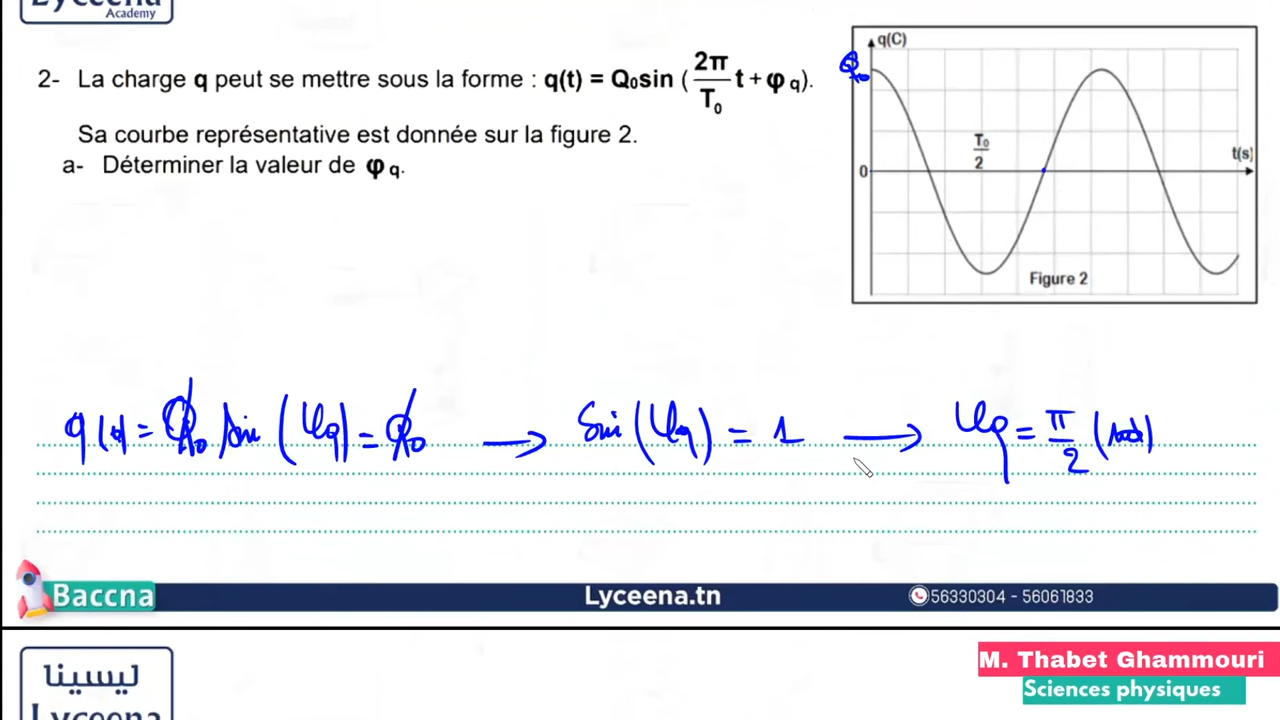 Lyceena
Academy
2- La charge q peut se mettre sous la forme : q(t) = Q₀sin (2π/T₀ t + φq).
Sa courbe représentative est donnée sur la figure 2.
a- Déterminer la valeur de φq.
q(C)
Q₀
T₀/2
t(s)
0
Figure 2
q(0) = Q₀ sin (φq) = Q₀ → sin (φq) = 1 → φq = π/2 (rad)
Baccna
Lyceena.tn
56330304 - 56061833
ليسينا
Lyceena
M. Thabet Ghammouri
Sciences physiques